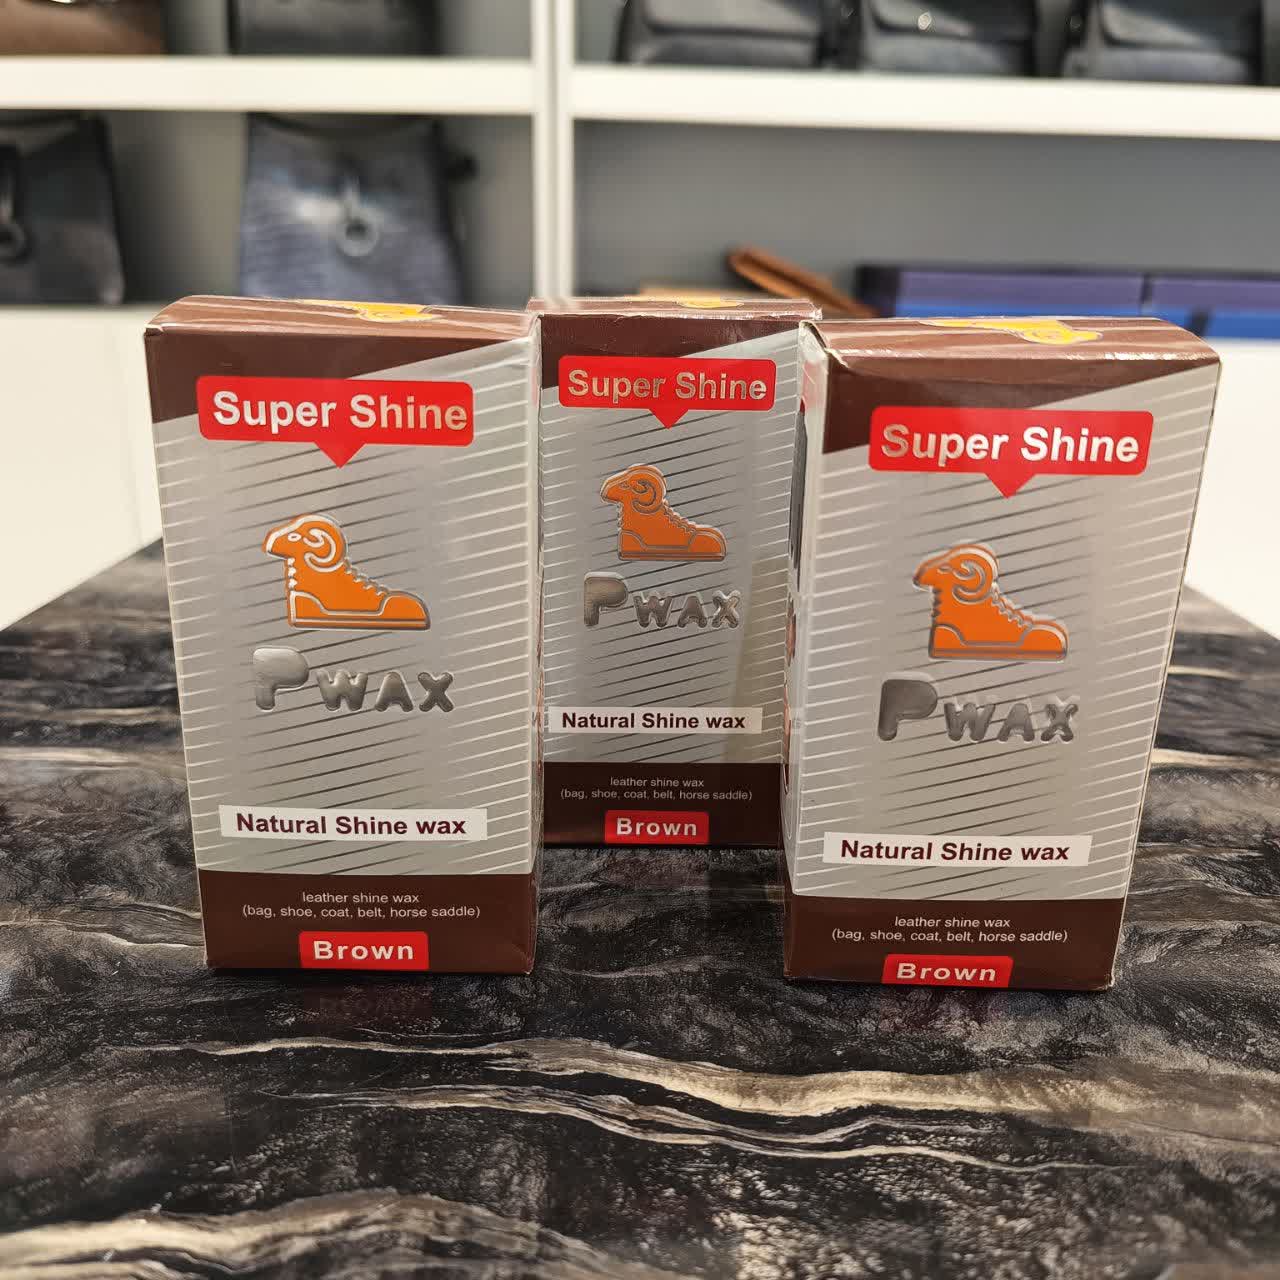 Super Shine
PWAX
Natural Shine wax
leather shine wax
(bag, shoe, coat, belt, horse saddle)
Brown
Super Shine
PWAX
Natural Shine wax
leather shine wax
(bag, shoe, coat, belt, horse saddle)
Brown
Super Shine
PWAX
Natural Shine wax
leather shine wax
(bag, shoe, coat, belt, horse saddle)
Brown